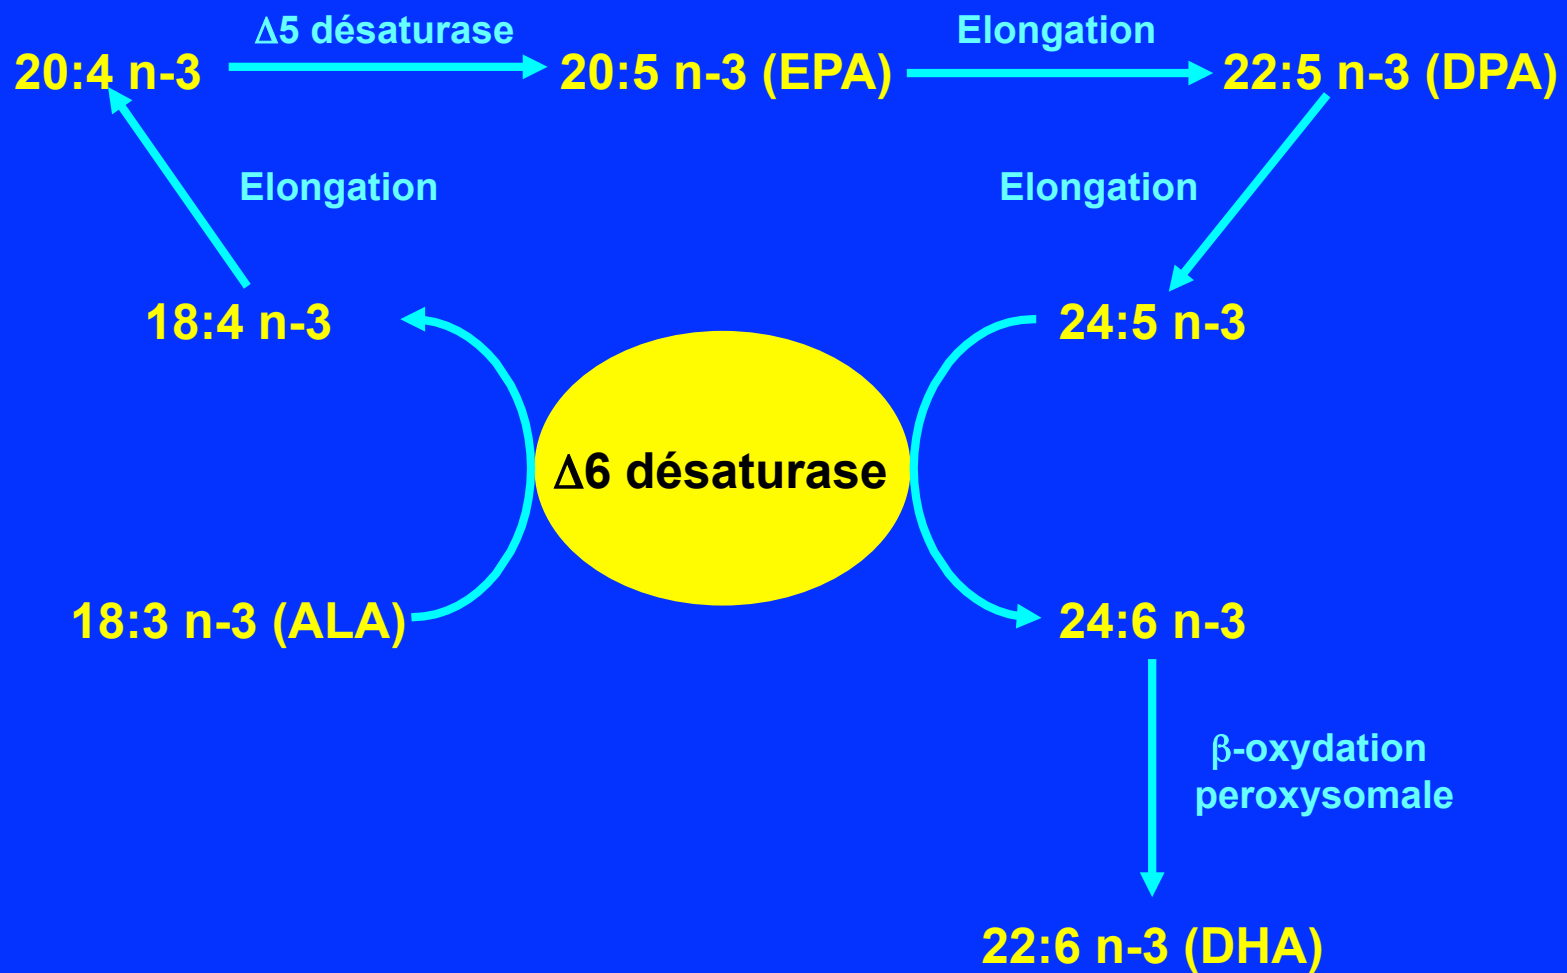 Δ5 désaturase
Elongation
20:4 n-3
20:5 n-3 (EPA)
22:5 n-3 (DPA)
Elongation
Elongation
18:4 n-3
24:5 n-3
Δ6 désaturase
18:3 n-3 (ALA)
24:6 n-3
β-oxydation
peroxysomale
22:6 n-3 (DHA)